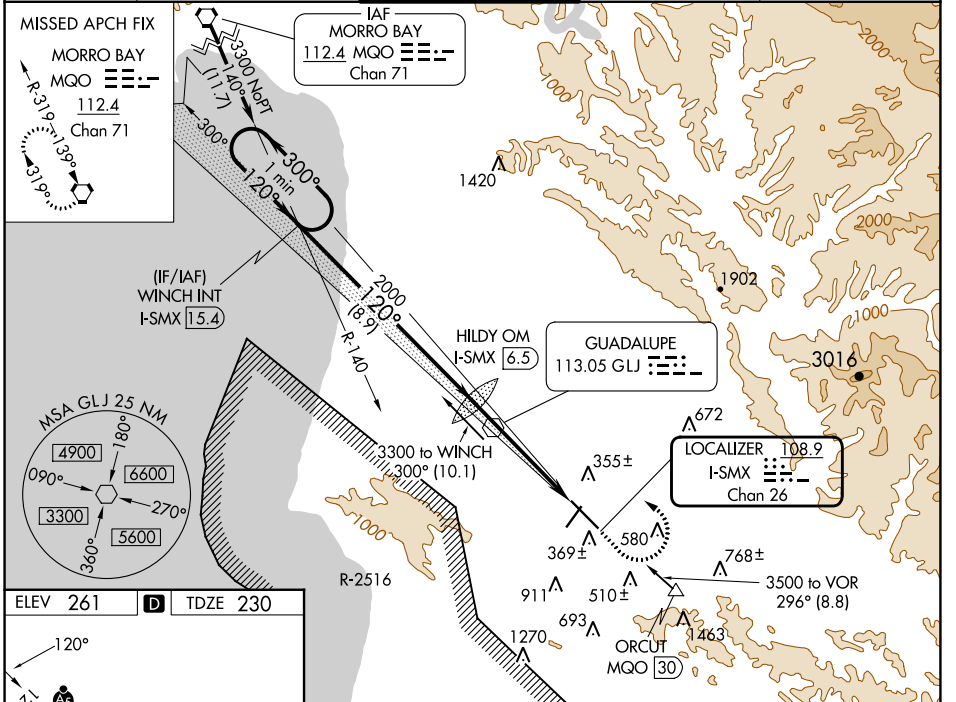 MISSED APCH FIX
MORRO BAY
MQO
112.4
Chan 71
R-319
139°
319°
IAF
MORRO BAY
112.4 MQO
Chan 71
3300 NoPT
140°
(11.7)
300°
1 min
300°
120°
(IF/IAF)
WINCH INT
I-SMX 15.4
2000
120°
(8.9)
R-140
HILDY OM
I-SMX 6.5
GUADALUPE
113.05 GLJ
3300 to WINCH
300° (10.1)
LOCALIZER 108.9
I-SMX
Chan 26
1420
1902
3016
672
355±
369±
580
911
510±
768±
693
1270
1463
3500 to VOR
296° (8.8)
ORCUT
MQO 30
R-2516
1000
2000
2000
1000
1000
MSA GLJ 25 NM
4900
180°
6600
090°
270°
3300
5600
360°
ELEV 261
D
TDZE 230
120°
A5